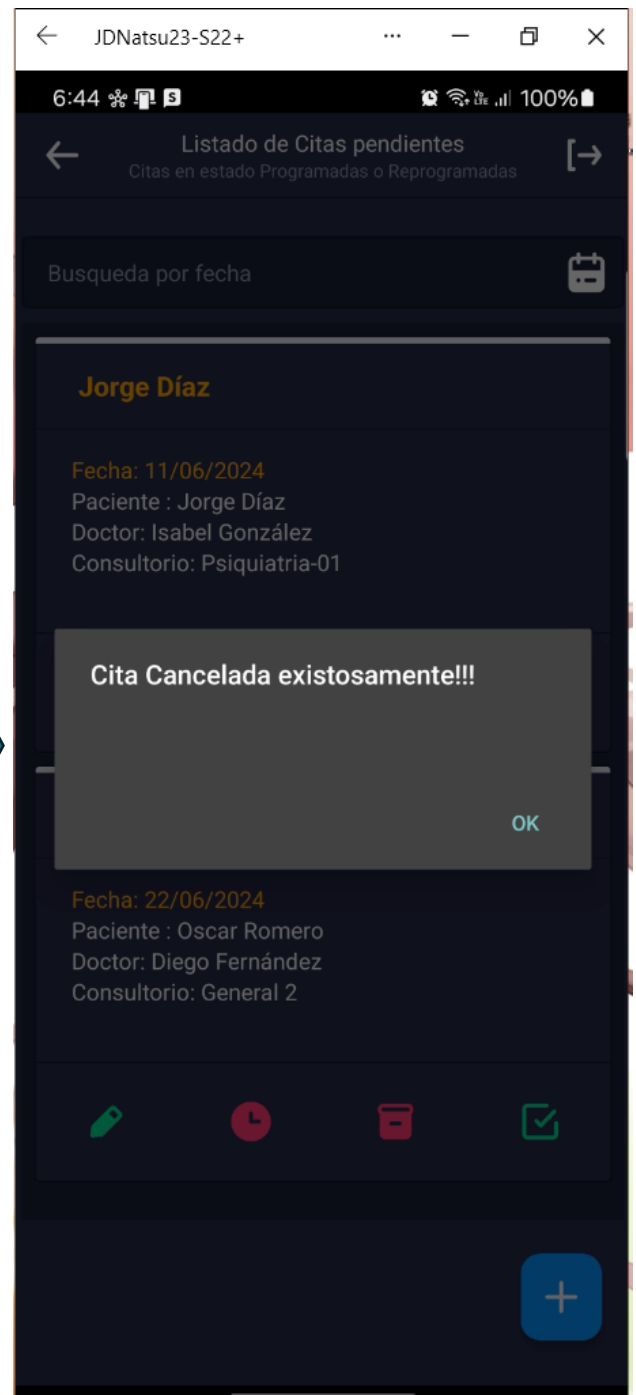 JDNatsu23-S22+
6:44 S 100%
Listado de Citas pendientes
Citas en estado Programadas o Reprogramadas
Busqueda por fecha
Jorge Díaz
Fecha: 11/06/2024
Paciente : Jorge Díaz
Doctor: Isabel González
Consultorio: Psiquiatria-01
Cita Cancelada existosamente!!!
OK
Fecha: 22/06/2024
Paciente : Oscar Romero
Doctor: Diego Fernández
Consultorio: General 2